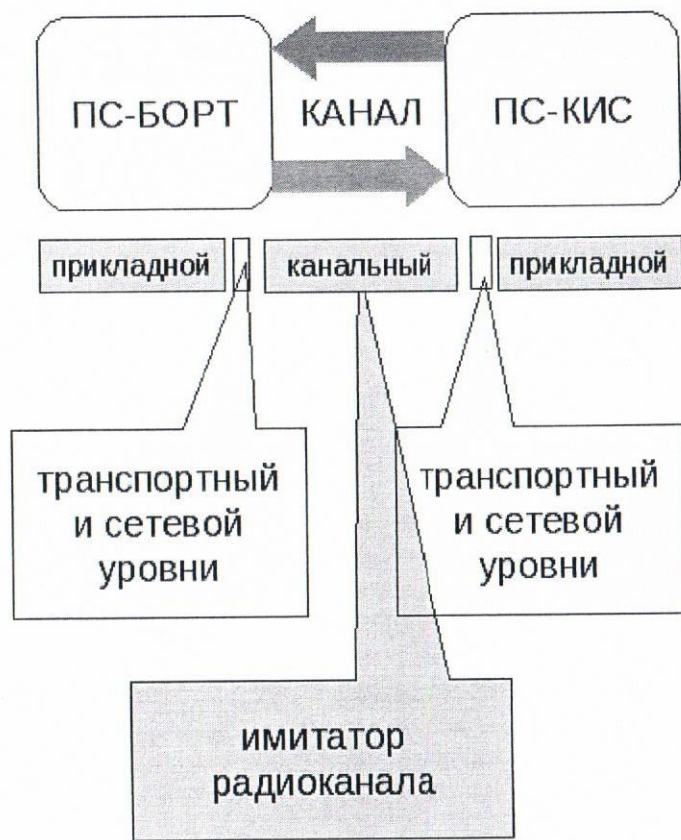 ПС-БОРТ КАНАЛ ПС-КИС
прикладной канальный прикладной
транспортный
и сетевой
уровни
транспортный
и сетевой
уровни
имитатор
радиоканала